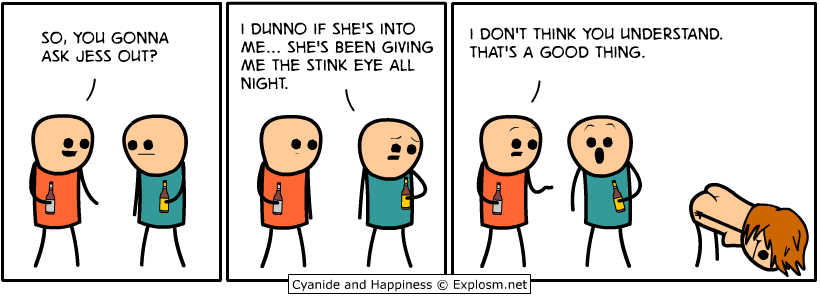 SO, YOU GONNA
ASK JESS OUT?
I DUNNO IF SHE'S INTO
ME... SHE'S BEEN GIVING
ME THE STINK EYE ALL
NIGHT.
I DON'T THINK YOU UNDERSTAND.
THAT'S A GOOD THING.
Cyanide and Happiness © Explosm.net